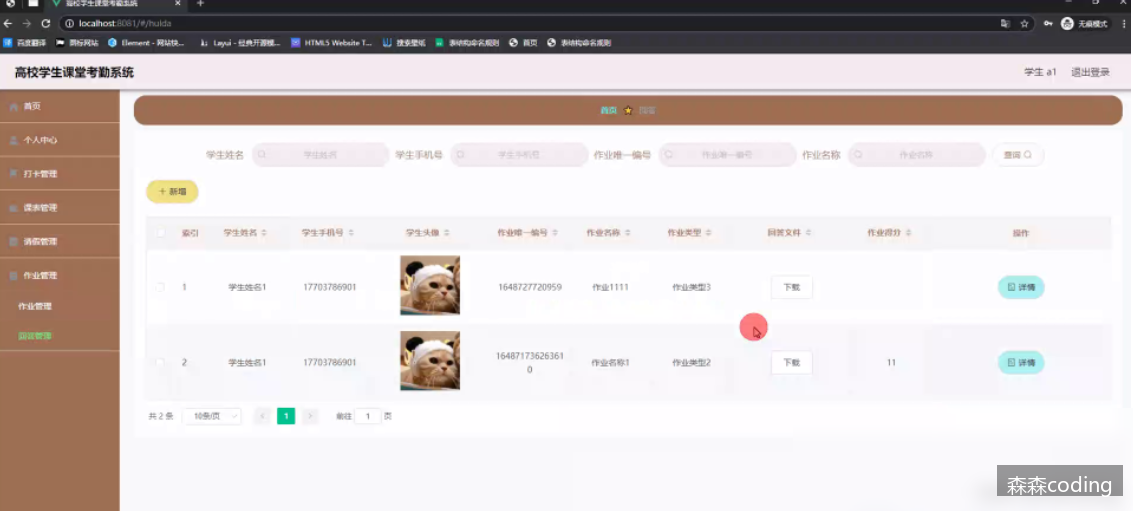 高校学生课堂考勤系统
localhost:8081/#/huida
无痕模式
百度翻译 Element - 网站快... Layui - 经典开源模... HTML5 Website T... 搜索壁纸 表结构命名规则 首页 表结构命名规则
高校学生课堂考勤系统 学生 a1 退出登录
首页
个人中心
打卡管理
课表管理
请假管理
作业管理
作业管理
回答管理
首页 ⭐ 回答
学生姓名 学生姓名 学生手机号 学生手机号 作业唯一编号 作业唯一编号 作业名称 作业名称 查询
+ 新增
索引 学生姓名 学生手机号 学生头像 作业唯一编号 作业名称 作业类型 回答文件 作业得分 操作
1 学生姓名1 17703786901 1648727720959 作业1111 作业类型3 下载 详情
2 学生姓名1 17703786901 16487173626361 作业名称1 作业类型2 下载 11 详情
0
共 2 条 10条/页 < 1 > 前往 1 页
森森coding